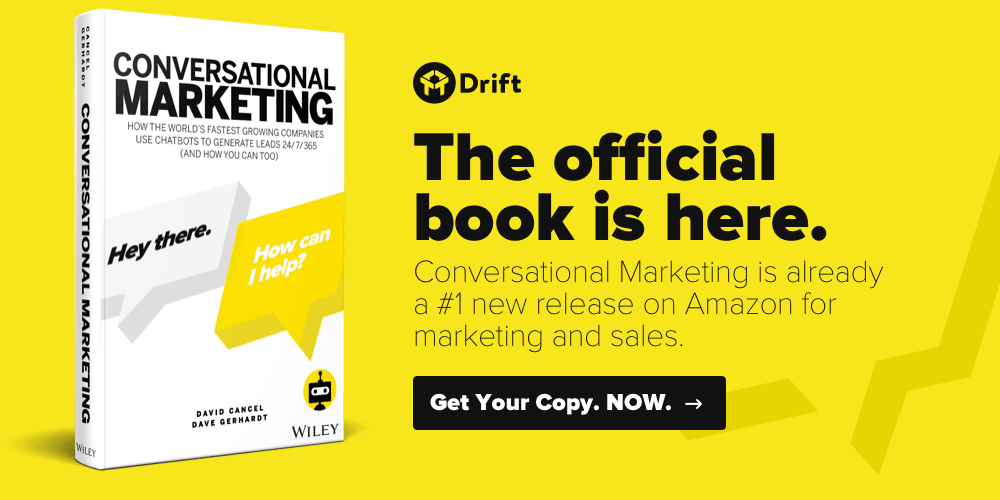 CANCEL
GERHARDT
CONVERSATIONAL MARKETING
WILEY
CONVERSATIONAL
MARKETING
HOW THE WORLD'S FASTEST GROWING COMPANIES
USE CHATBOTS TO GENERATE LEADS 24/7/365
(AND HOW YOU CAN TOO)
Hey there.
How can
I help?
DAVID CANCEL
DAVE GERHARDT
WILEY
Drift
The official
book is here.
Conversational Marketing is already
a #1 new release on Amazon for
marketing and sales.
Get Your Copy. NOW. →